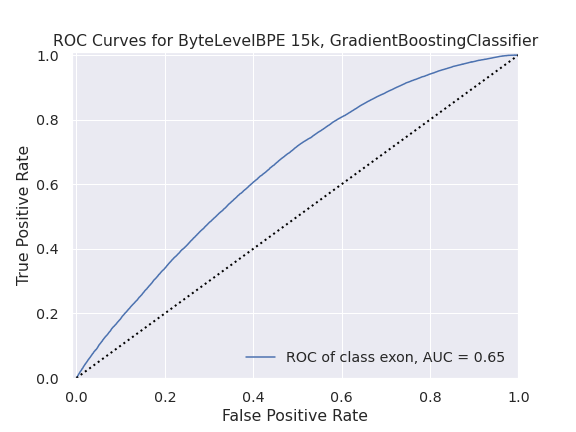 ROC Curves for ByteLevelBPE 15k, GradientBoostingClassifier
1.0
0.8
0.6
0.4
0.2
0.0
True Positive Rate
ROC of class exon, AUC = 0.65
0.0 0.2 0.4 0.6 0.8 1.0
False Positive Rate